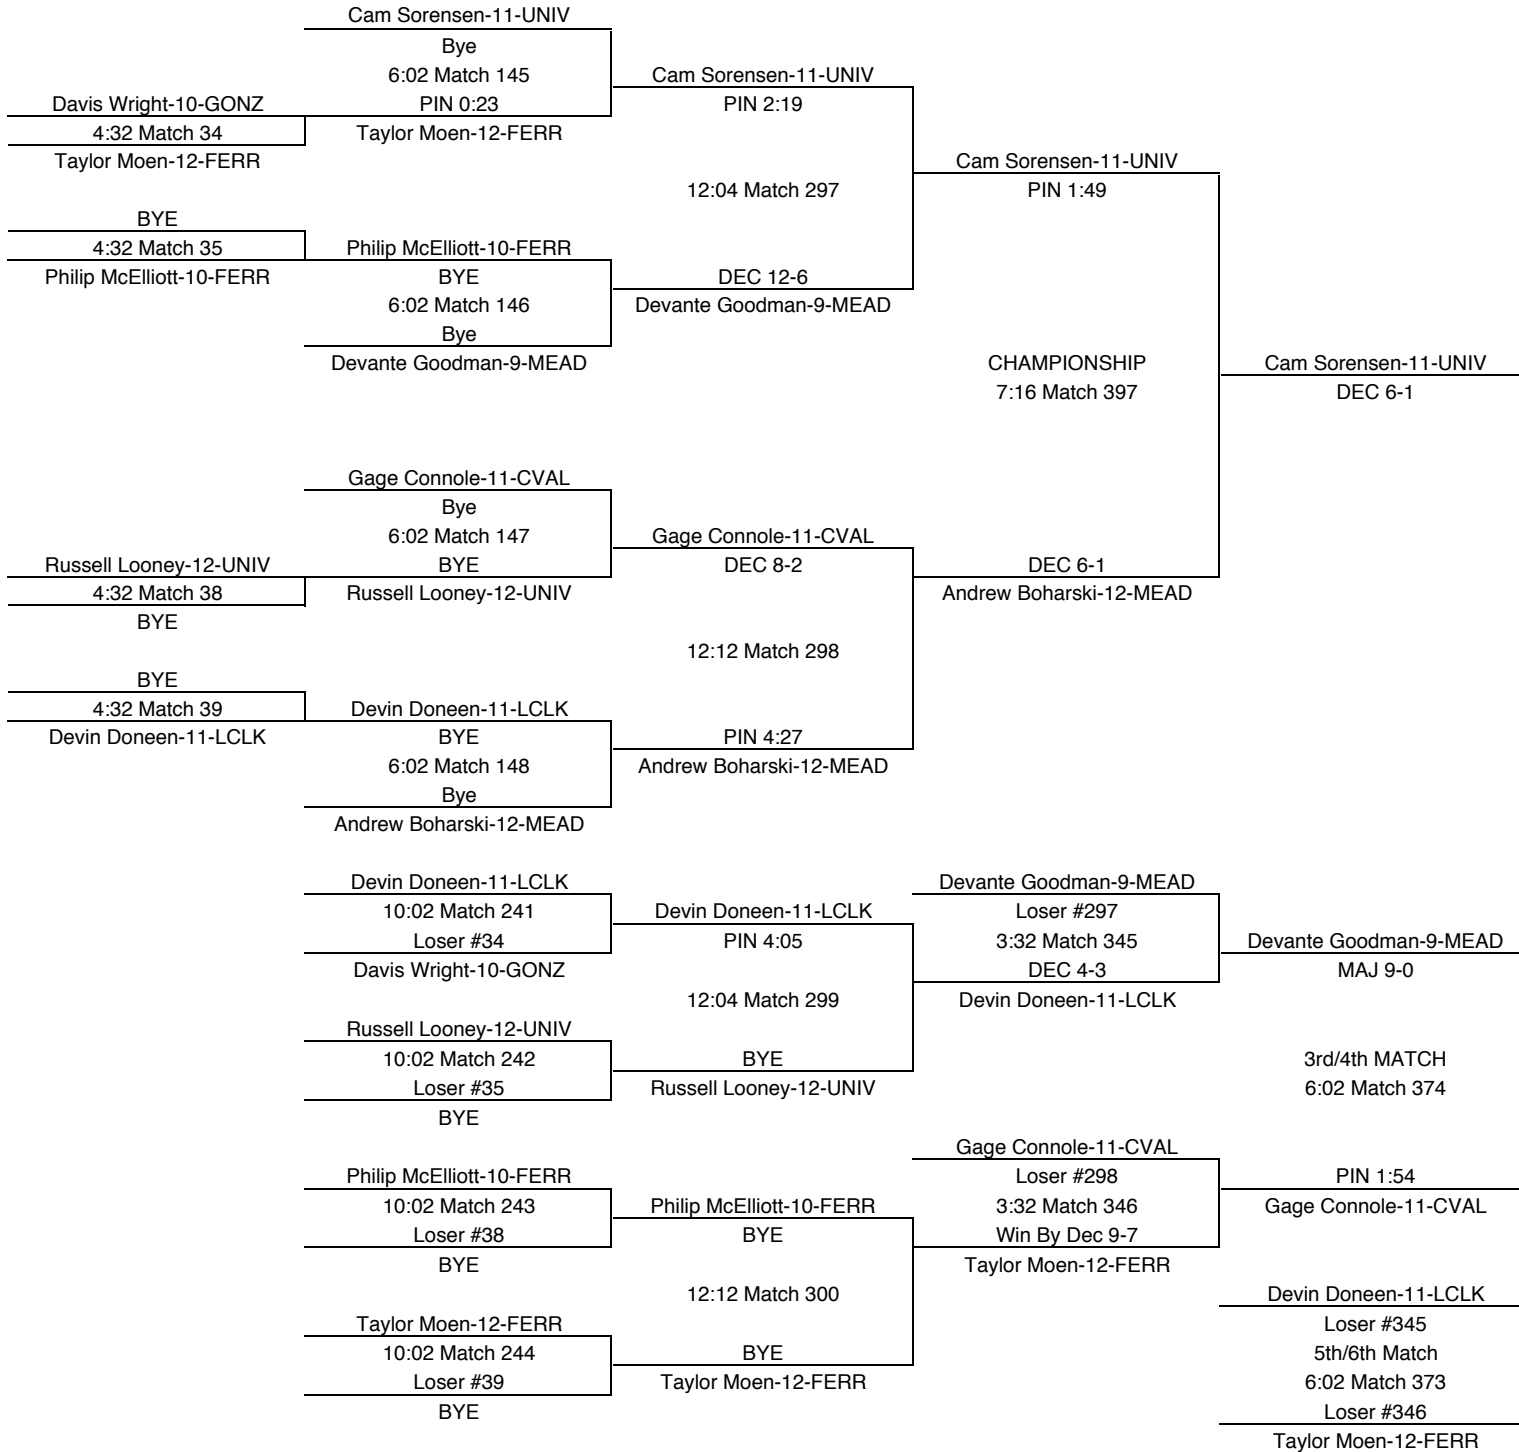 Cam Sorensen-11-UNIV
Bye
6:02 Match 145
Cam Sorensen-11-UNIV
Davis Wright-10-GONZ
PIN 0:23
PIN 2:19
4:32 Match 34
Taylor Moen-12-FERR
Taylor Moen-12-FERR
Cam Sorensen-11-UNIV
12:04 Match 297
PIN 1:49
BYE
4:32 Match 35
Philip McElliott-10-FERR
Philip McElliott-10-FERR
BYE
DEC 12-6
6:02 Match 146
Devante Goodman-9-MEAD
Bye
Devante Goodman-9-MEAD
CHAMPIONSHIP
Cam Sorensen-11-UNIV
7:16 Match 397
DEC 6-1
Gage Connole-11-CVAL
Bye
6:02 Match 147
Gage Connole-11-CVAL
Russell Looney-12-UNIV
BYE
DEC 8-2
DEC 6-1
4:32 Match 38
Russell Looney-12-UNIV
Andrew Boharski-12-MEAD
BYE
12:12 Match 298
BYE
4:32 Match 39
Devin Doneen-11-LCLK
Devin Doneen-11-LCLK
BYE
PIN 4:27
6:02 Match 148
Andrew Boharski-12-MEAD
Bye
Andrew Boharski-12-MEAD
Devin Doneen-11-LCLK
Devante Goodman-9-MEAD
10:02 Match 241
Devin Doneen-11-LCLK
Loser #297
Loser #34
PIN 4:05
3:32 Match 345
Devante Goodman-9-MEAD
Davis Wright-10-GONZ
DEC 4-3
MAJ 9-0
12:04 Match 299
Devin Doneen-11-LCLK
Russell Looney-12-UNIV
10:02 Match 242
BYE
3rd/4th MATCH
Loser #35
Russell Looney-12-UNIV
6:02 Match 374
BYE
Gage Connole-11-CVAL
Philip McElliott-10-FERR
Loser #298
PIN 1:54
10:02 Match 243
Philip McElliott-10-FERR
3:32 Match 346
Gage Connole-11-CVAL
Loser #38
BYE
Win By Dec 9-7
BYE
Taylor Moen-12-FERR
12:12 Match 300
Devin Doneen-11-LCLK
Taylor Moen-12-FERR
Loser #345
10:02 Match 244
BYE
5th/6th Match
Loser #39
Taylor Moen-12-FERR
6:02 Match 373
BYE
Loser #346
Taylor Moen-12-FERR